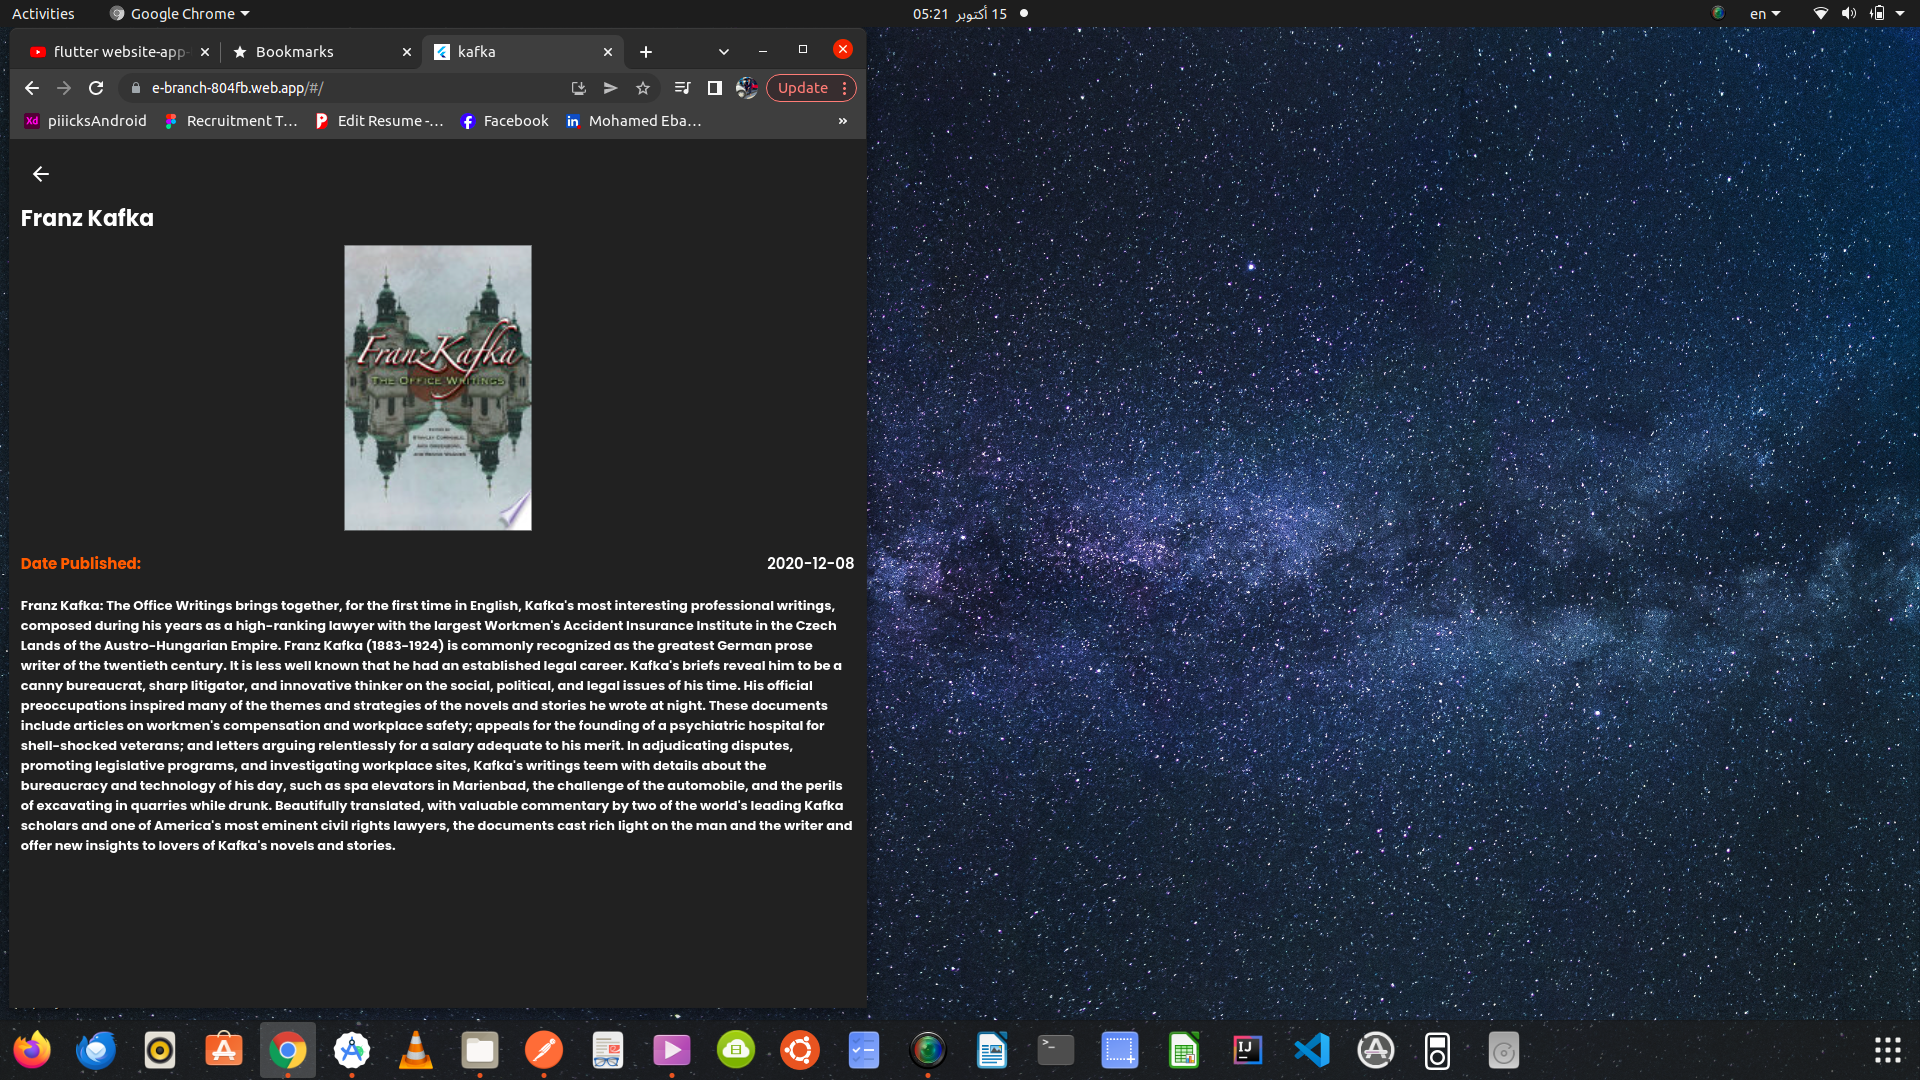 Activities
Google Chrome
05:21 15 أكتوبر
en
flutter website-app-
Bookmarks
kafka
e-branch-804fb.web.app/#/
Update
piiicksAndroid
Recruitment T...
Edit Resume -...
Facebook
Mohamed Eba...
»
Franz Kafka
Franz Kafka
THE OFFICE WRITINGS
EDITED BY
STANLEY CORNGOLD,
JACK GREENBERG,
AND BENNO WAGNER
Date Published:
2020-12-08
Franz Kafka: The Office Writings brings together, for the first time in English, Kafka's most interesting professional writings,
composed during his years as a high-ranking lawyer with the largest Workmen's Accident Insurance Institute in the Czech
Lands of the Austro-Hungarian Empire. Franz Kafka (1883-1924) is commonly recognized as the greatest German prose
writer of the twentieth century. It is less well known that he had an established legal career. Kafka's briefs reveal him to be a
canny bureaucrat, sharp litigator, and innovative thinker on the social, political, and legal issues of his time. His official
preoccupations inspired many of the themes and strategies of the novels and stories he wrote at night. These documents
include articles on workmen's compensation and workplace safety; appeals for the founding of a psychiatric hospital for
shell-shocked veterans; and letters arguing relentlessly for a salary adequate to his merit. In adjudicating disputes,
promoting legislative programs, and investigating workplace sites, Kafka's writings teem with details about the
bureaucracy and technology of his day, such as spa elevators in Marienbad, the challenge of the automobile, and the perils
of excavating in quarries while drunk. Beautifully translated, with valuable commentary by two of the world's leading Kafka
scholars and one of America's most eminent civil rights lawyers, the documents cast rich light on the man and the writer and
offer new insights to lovers of Kafka's novels and stories.